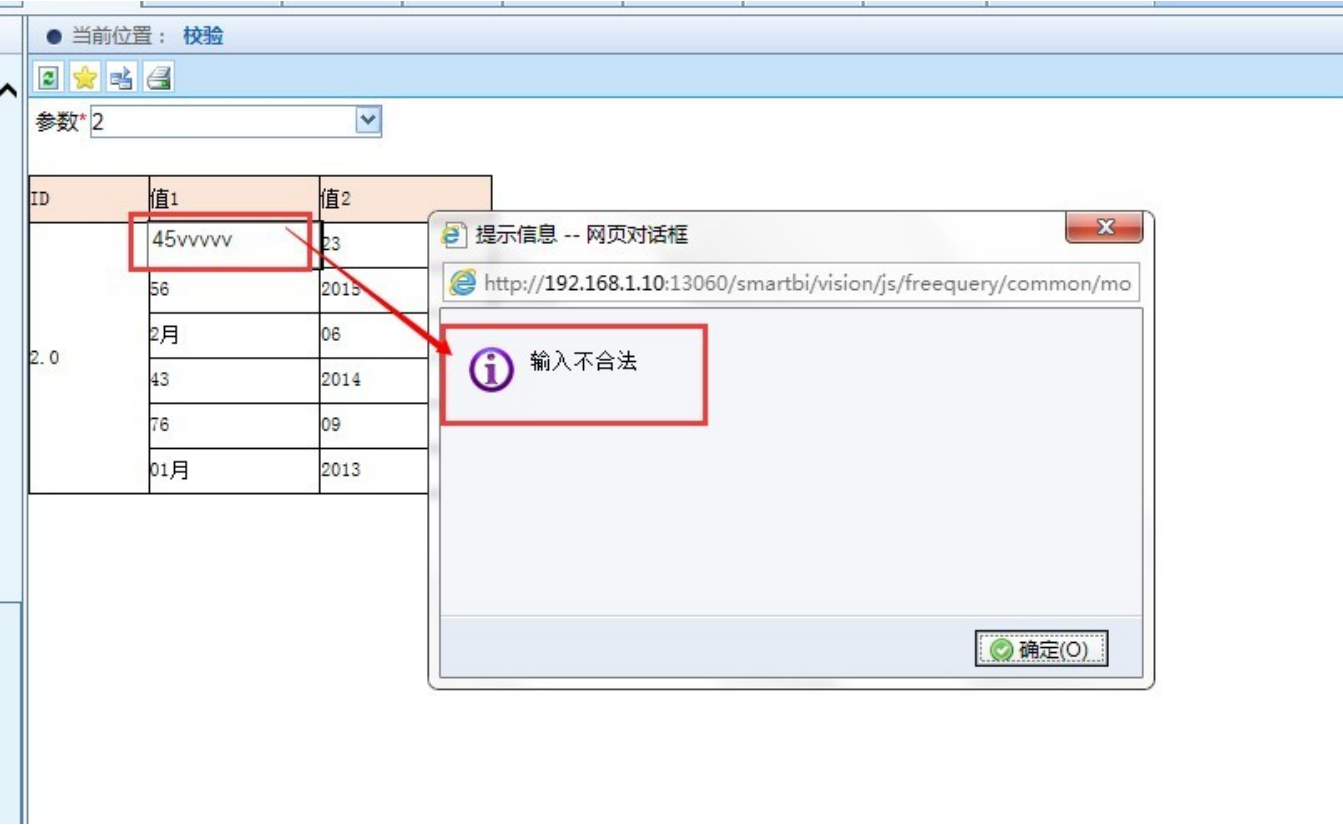 当前位置： 校验
参数*2
ID 值1 值2
45vvvvv 23
56 2015
2月 06
2.0
43 2014
76 09
01月 2013
提示信息 -- 网页对话框
http://192.168.1.10:13060/smartbi/vision/js/freequery/common/mo
输入不合法
确定(O)